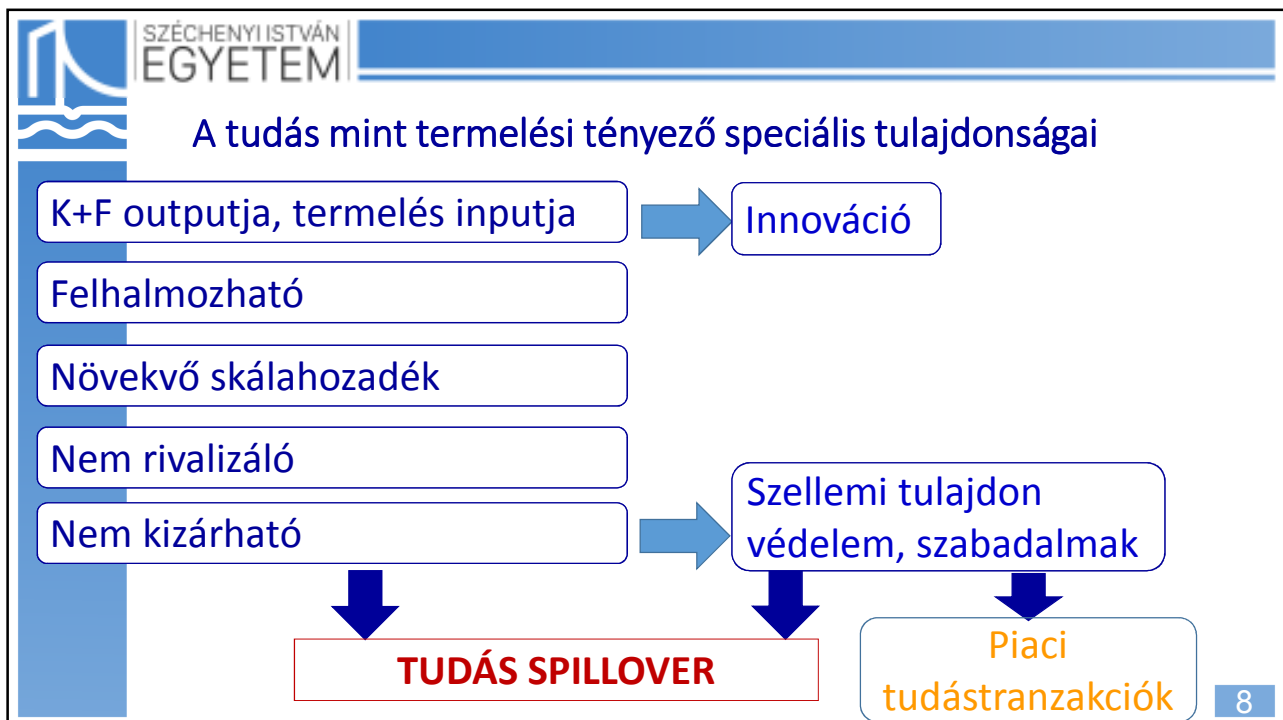 SZÉCHENYI ISTVÁN
EGYETEM
A tudás mint termelési tényező speciális tulajdonságai
K+F outputja, termelés inputja
Innováció
Felhalmozható
Növekvő skálahozadék
Nem rivalizáló
Nem kizárható
Szellemi tulajdon
védelem, szabadalmak
TUDÁS SPILLOVER
Piaci
tudástranzakciók
8